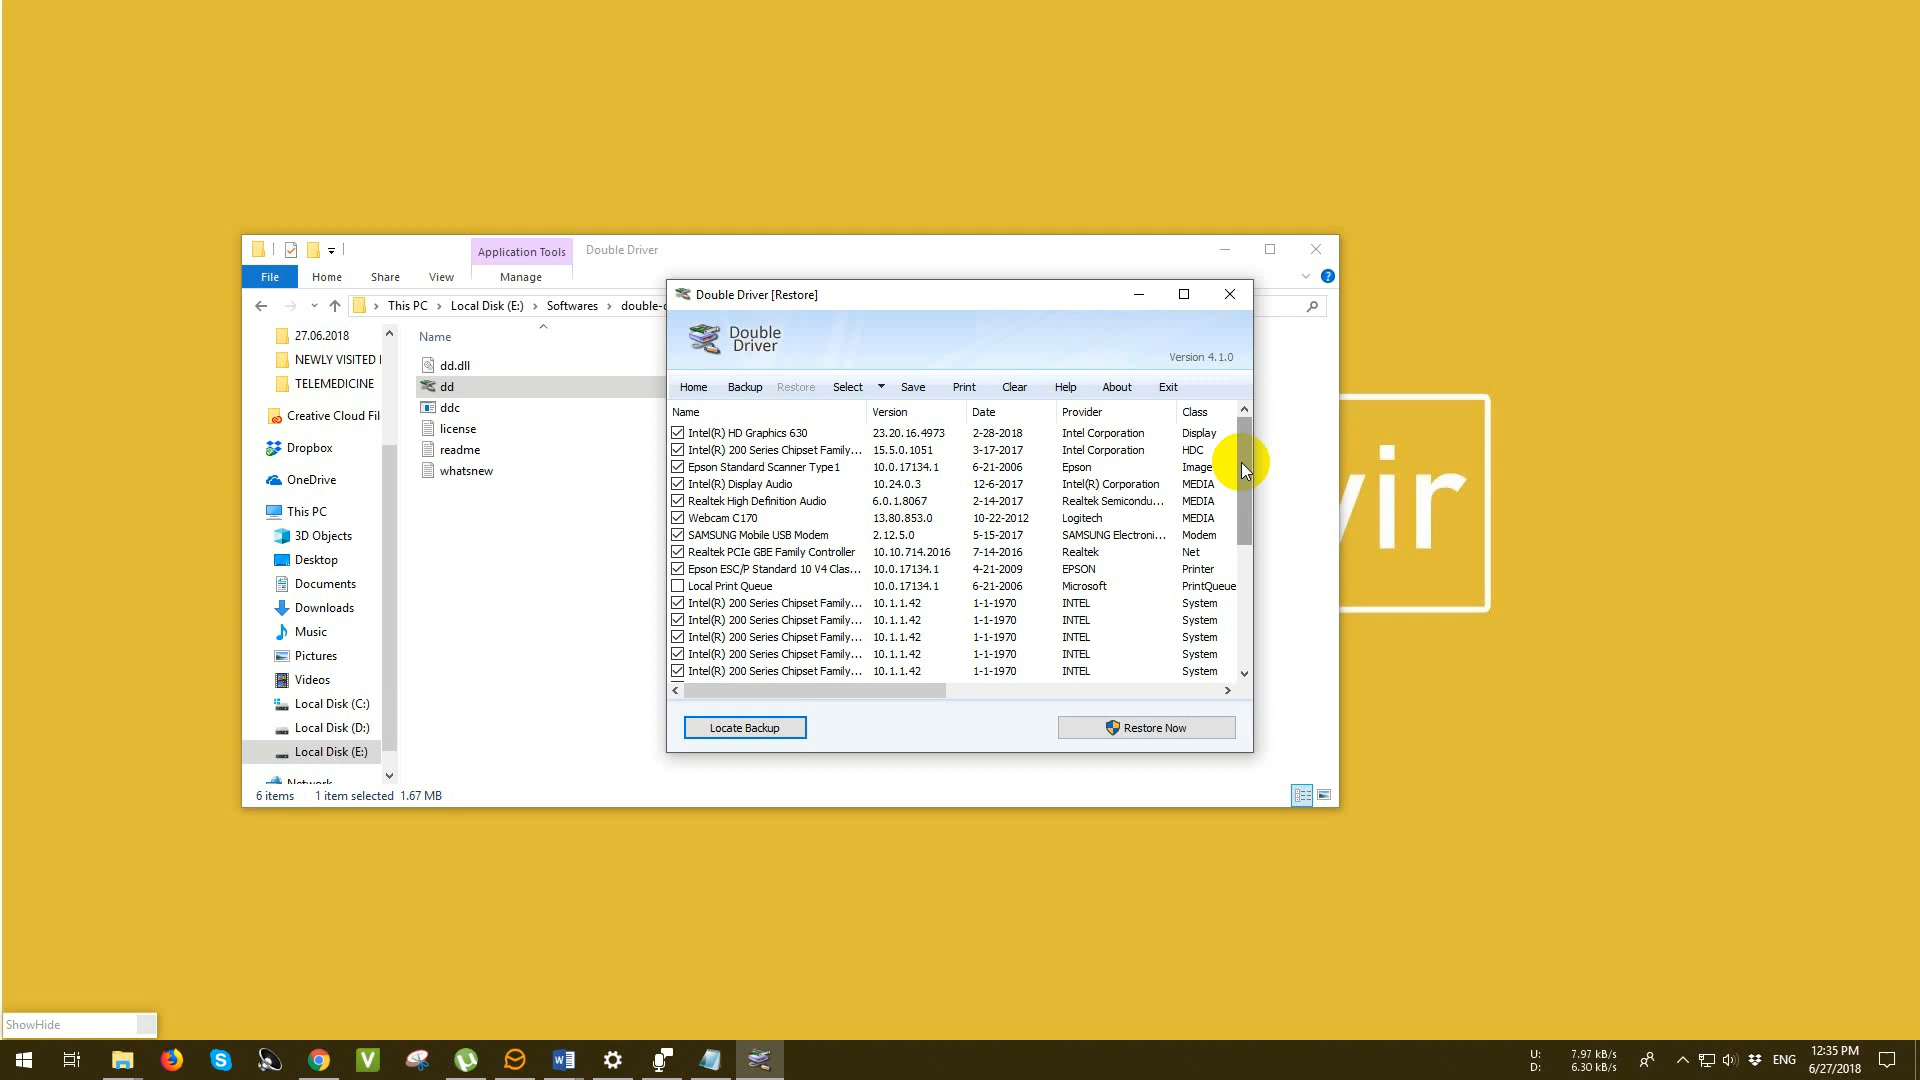 Application Tools
Double Driver
File Home Share View Manage
This PC › Local Disk (E:) › Softwares ›
27.06.2018
NEWLY VISITED
TELEMEDICINE
Creative Cloud Fil
Dropbox
OneDrive
This PC
3D Objects
Desktop
Documents
Downloads
Music
Pictures
Videos
Local Disk (C:)
Local Disk (D:)
Local Disk (E:)
Network
Name
dd.dll
dd
ddc
license
readme
whatsnew
6 items 1 item selected 1.67 MB
Double Driver [Restore]
Double
Driver
Version 4.1.0
Home Backup Restore Select Save Print Clear Help About Exit
Name Version Date Provider Class
Intel(R) HD Graphics 630 23.20.16.4973 2-28-2018 Intel Corporation Display
Intel(R) 200 Series Chipset Family... 15.5.0.1051 3-17-2017 Intel Corporation HDC
Epson Standard Scanner Type1 10.0.17134.1 6-21-2006 Epson Image
Intel(R) Display Audio 10.24.0.3 12-6-2017 Intel(R) Corporation MEDIA
Realtek High Definition Audio 6.0.1.8067 2-14-2017 Realtek Semicondu... MEDIA
Webcam C170 13.80.853.0 10-22-2012 Logitech MEDIA
SAMSUNG Mobile USB Modem 2.12.5.0 5-15-2017 SAMSUNG Electroni... Modem
Realtek PCIe GBE Family Controller 10.10.714.2016 7-14-2016 Realtek Net
Epson ESC/P Standard 10 V4 Clas... 10.0.17134.1 4-21-2009 EPSON Printer
Local Print Queue 10.0.17134.1 6-21-2006 Microsoft PrintQueue
Intel(R) 200 Series Chipset Family... 10.1.1.42 1-1-1970 INTEL System
Intel(R) 200 Series Chipset Family... 10.1.1.42 1-1-1970 INTEL System
Intel(R) 200 Series Chipset Family... 10.1.1.42 1-1-1970 INTEL System
Intel(R) 200 Series Chipset Family... 10.1.1.42 1-1-1970 INTEL System
Intel(R) 200 Series Chipset Family... 10.1.1.42 1-1-1970 INTEL System
Locate Backup
Restore Now
vir
ShowHide
U: 7.97 kB/s
D: 6.30 kB/s
ENG
12:35 PM
6/27/2018